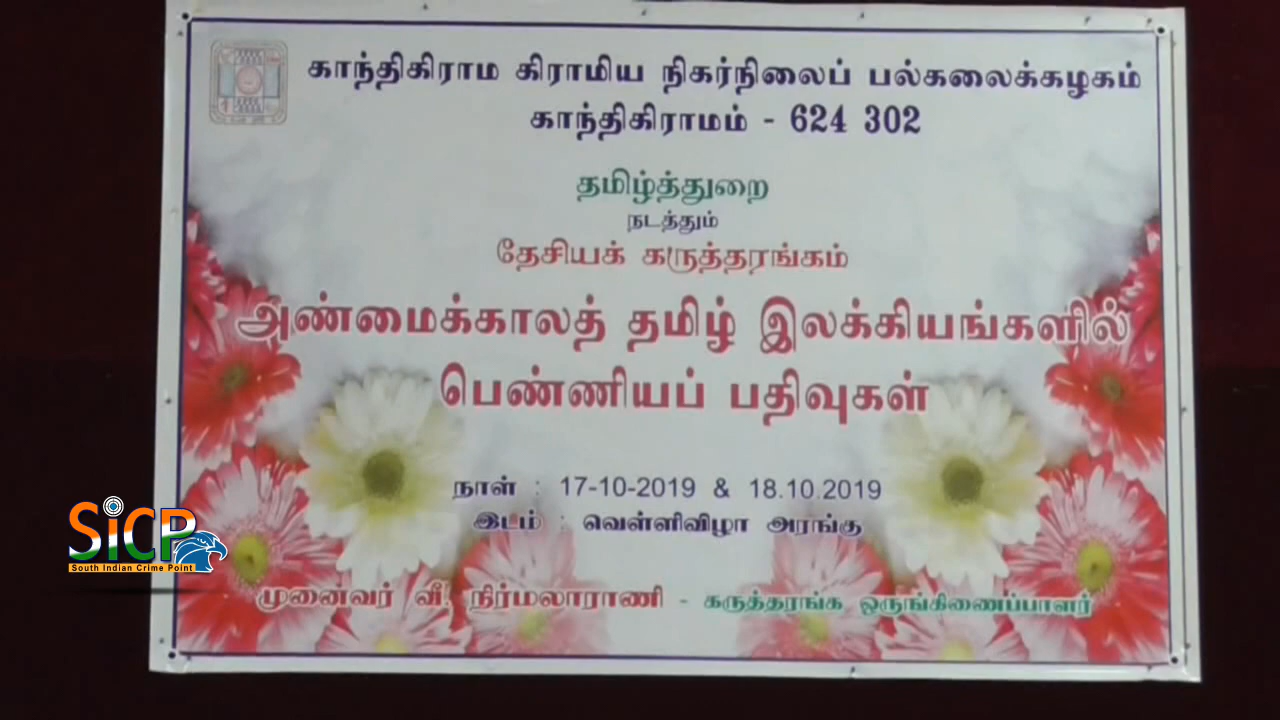 காந்திகிராம கிராமிய நிகர்நிலைப் பல்கலைக்கழகம்
காந்திகிராமம் - 624 302
தமிழ்த்துறை
நடத்தும்
தேசியக் கருத்தரங்கம்
அண்மைக்காலத் தமிழ் இலக்கியங்களில்
பெண்ணியப் பதிவுகள்
நாள் : 17-10-2019 & 18.10.2019
இடம் : வெள்ளிவிழா அரங்கு
முனைவர் வீ. நிர்மலாராணி - கருத்தரங்க ஒருங்கிணைப்பாளர்
SiCP
South Indian Crime Point